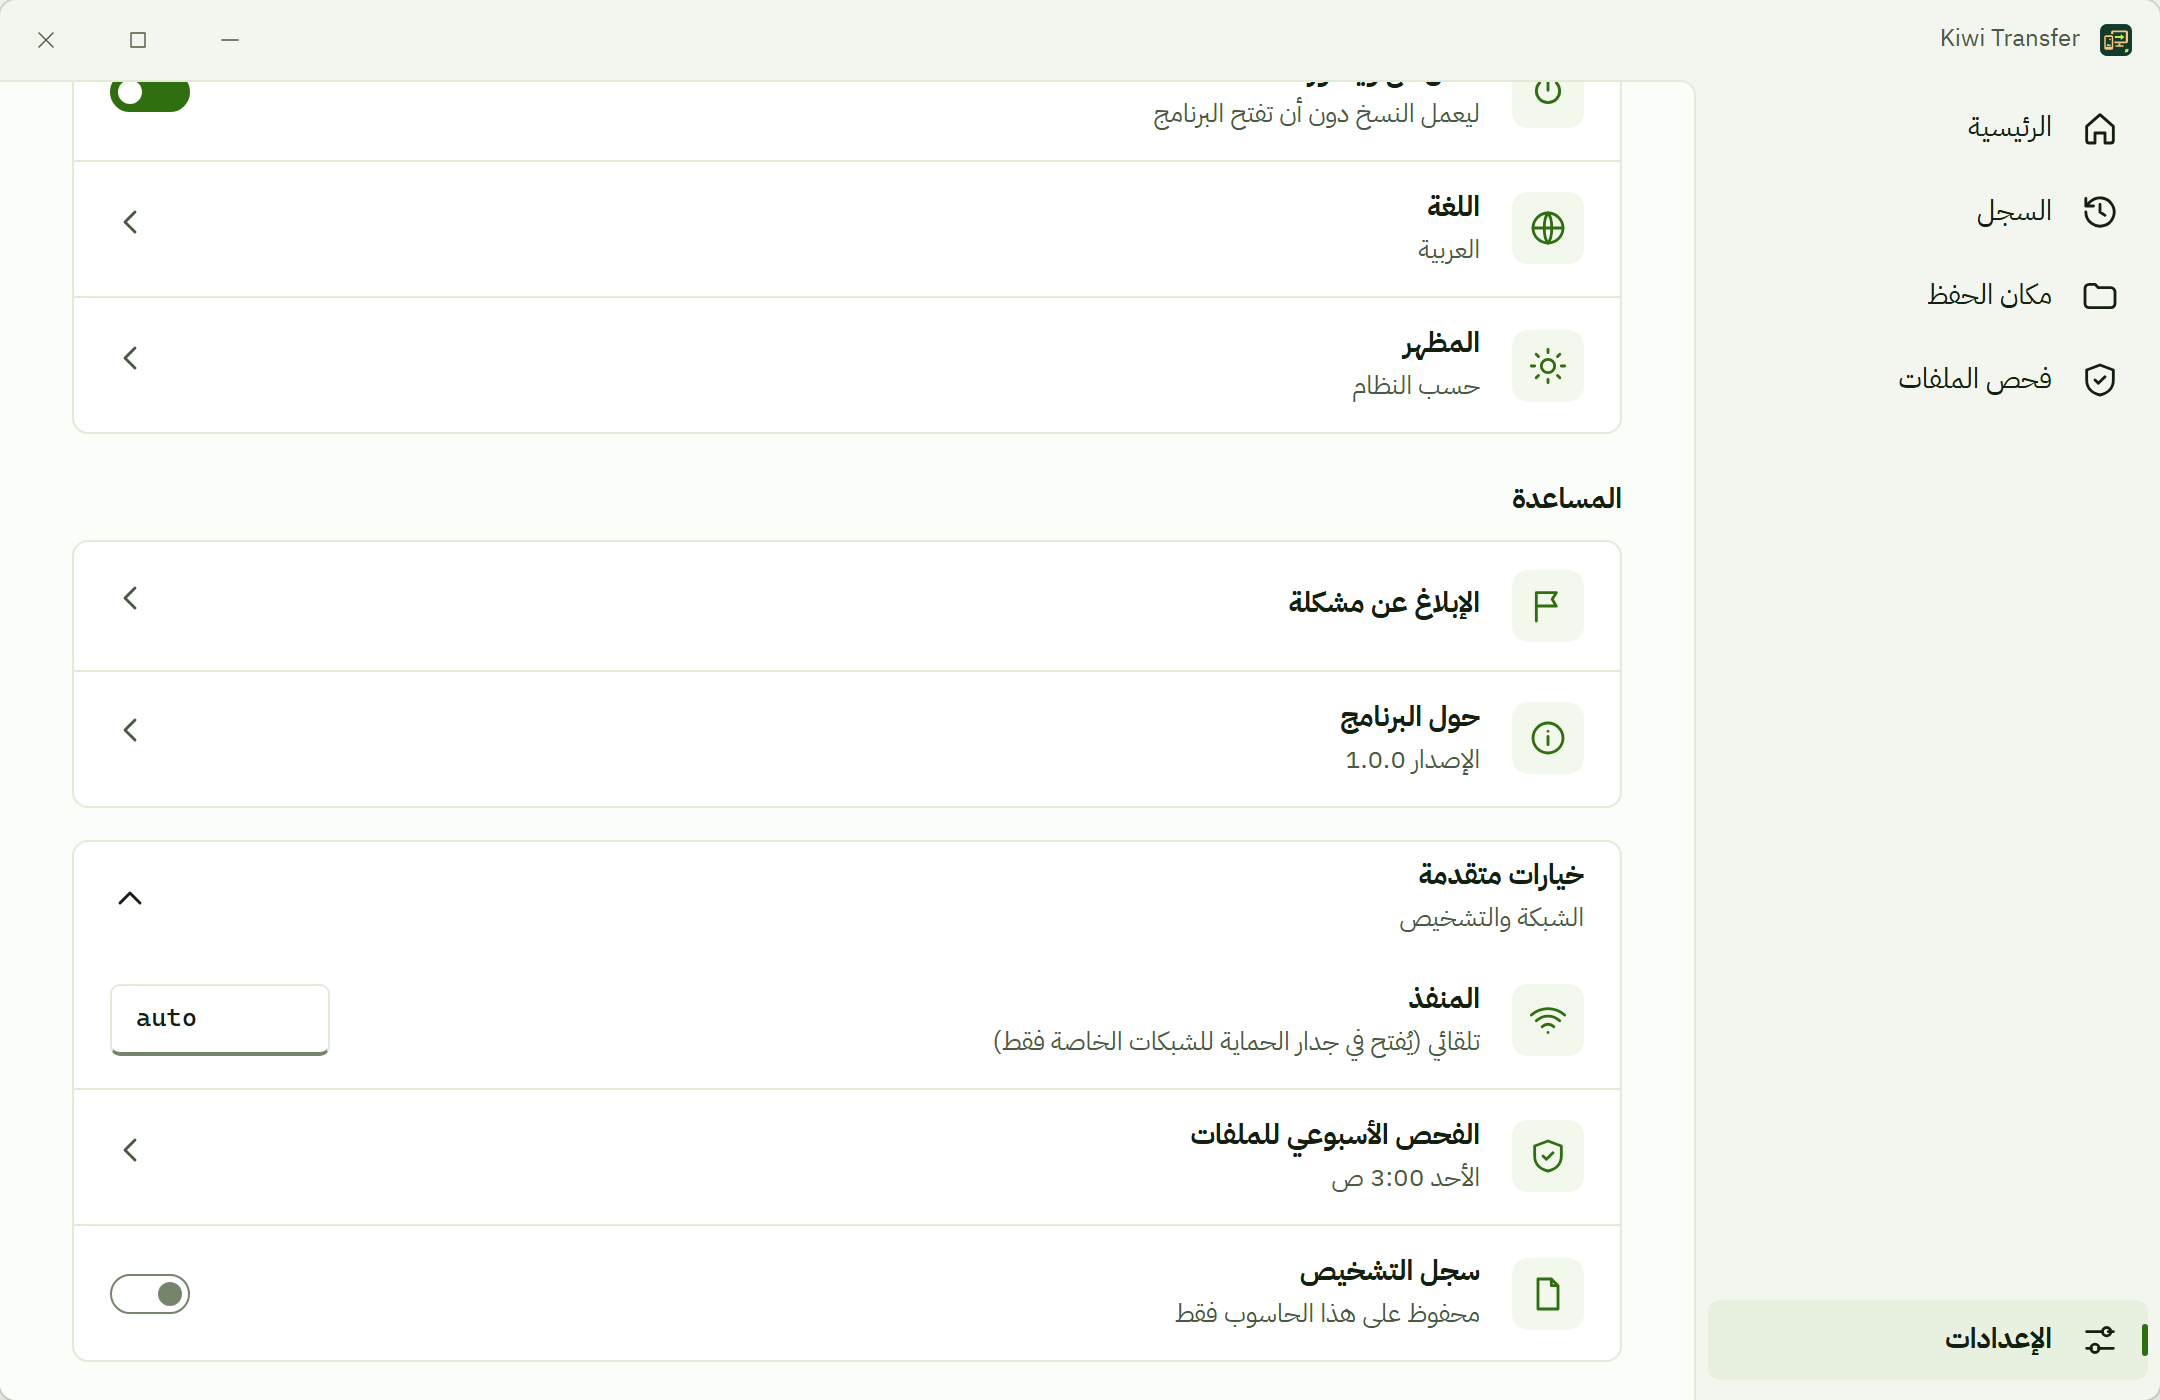 Kiwi Transfer
الرئيسية
السجل
مكان الحفظ
فحص الملفات
الإعدادات
ليعمل النسخ دون أن تفتح البرنامج
اللغة
العربية
المظهر
حسب النظام
المساعدة
الإبلاغ عن مشكلة
حول البرنامج
الإصدار 1.0.0
خيارات متقدمة
الشبكة والتشخيص
المنفذ
تلقائي (يُفتح في جدار الحماية للشبكات الخاصة فقط)
auto
الفحص الأسبوعي للملفات
الأحد 3:00 ص
سجل التشخيص
محفوظ على هذا الحاسوب فقط